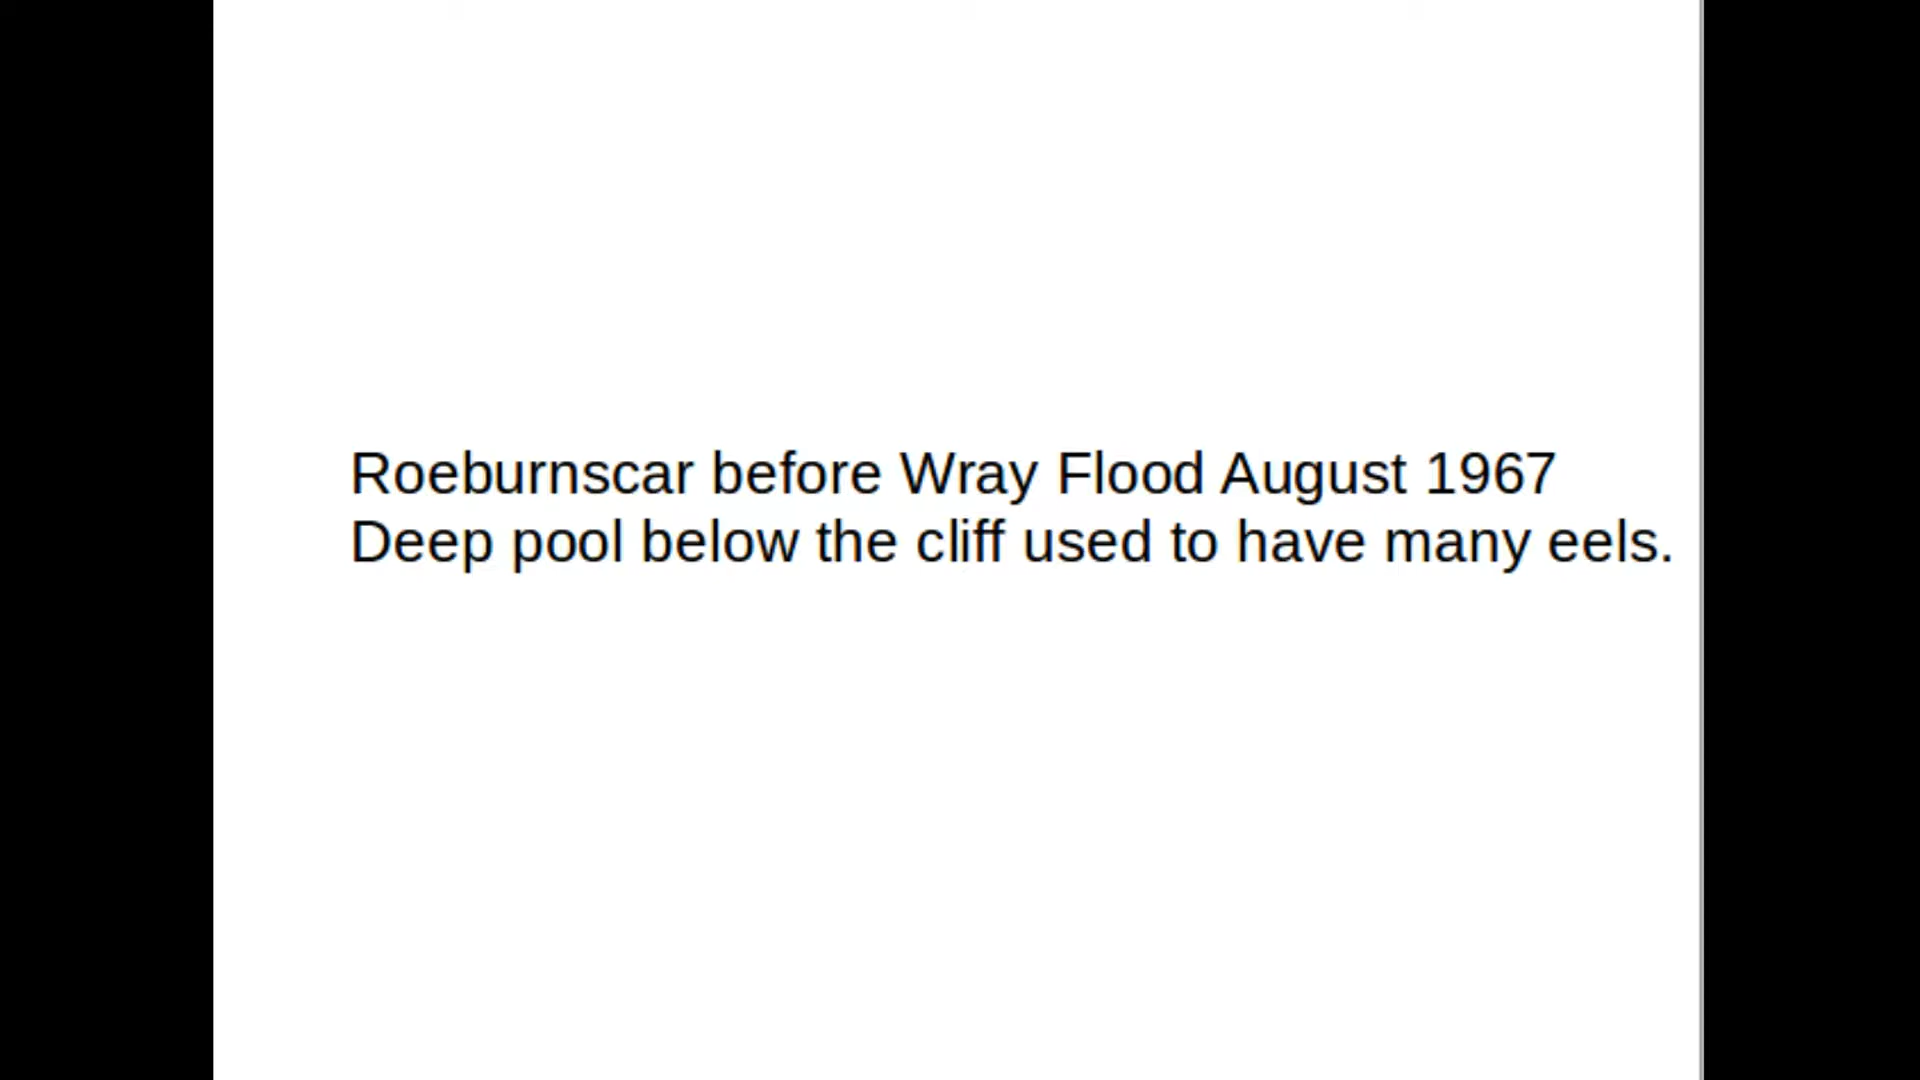 Roeburnscar before Wray Flood August 1967
Deep pool below the cliff used to have many eels.